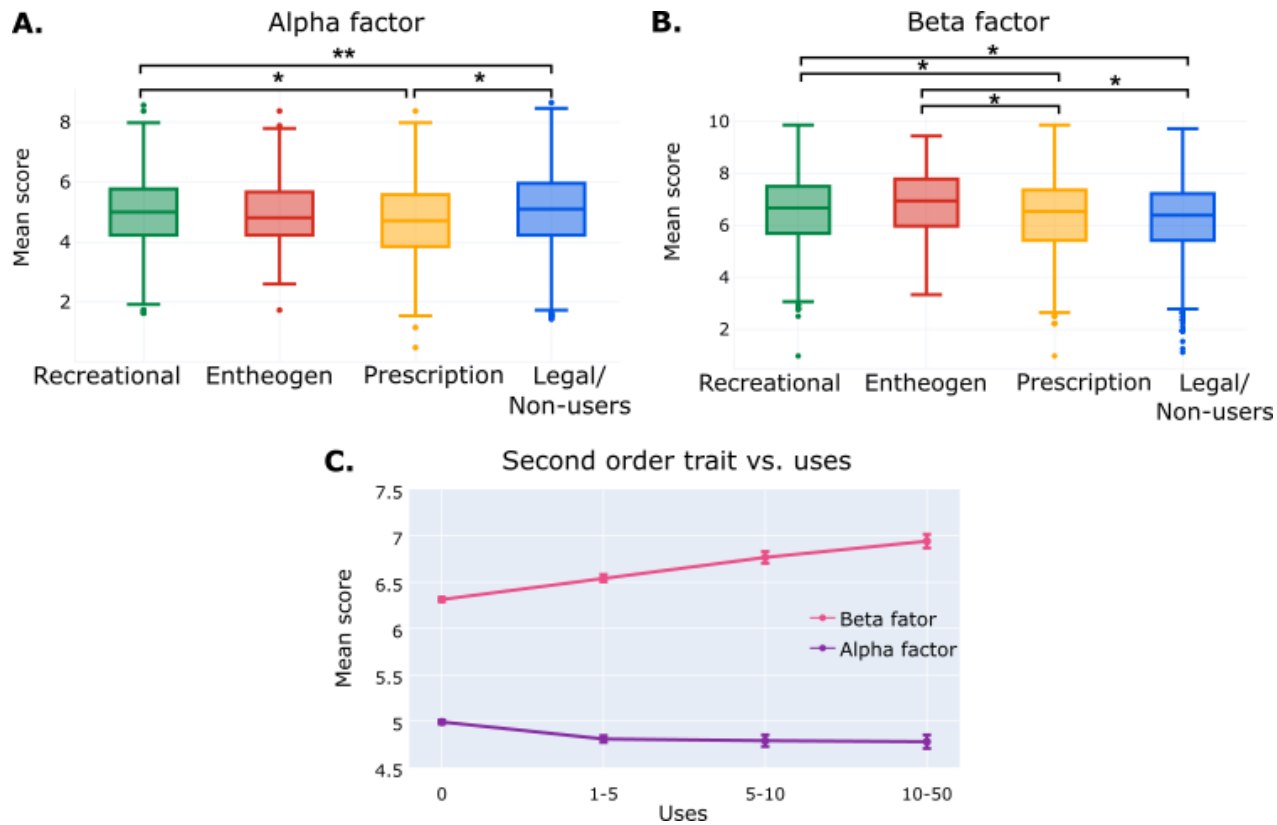 A.
Alpha factor
**
*
*
Mean score
8
6
4
2
Recreational
Entheogen
Prescription
Legal/
Non-users
B.
Beta factor
*
*
*
*
Mean score
10
8
6
4
2
Recreational
Entheogen
Prescription
Legal/
Non-users
C.
Second order trait vs. uses
Mean score
7.5
7
6.5
6
5.5
5
4.5
Beta fator
Alpha factor
0
1-5
5-10
10-50
Uses